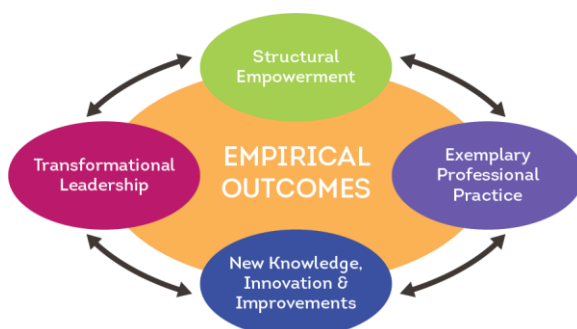 Structural
Empowerment
Transformational
Leadership
EMPIRICAL
OUTCOMES
Exemplary
Professional
Practice
New Knowledge,
Innovation &
Improvements